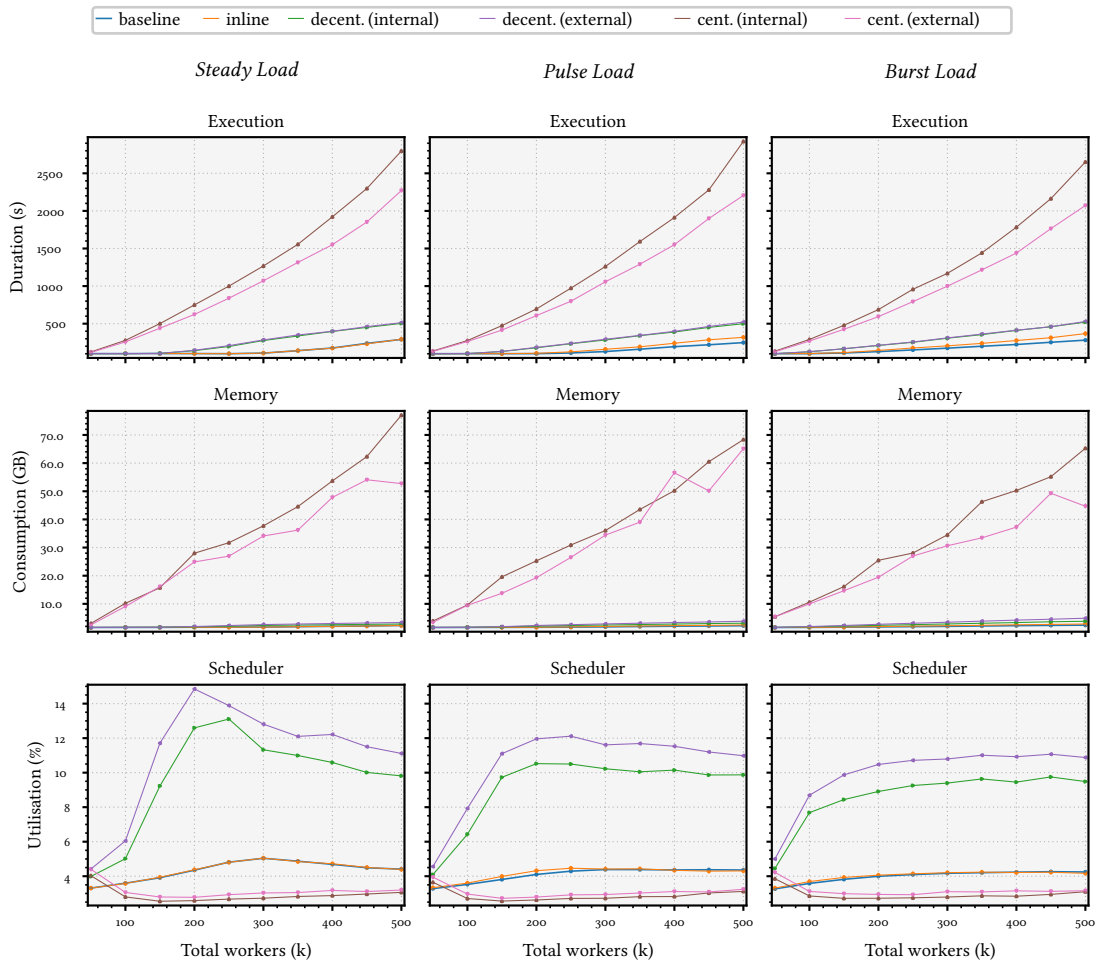 baseline inline decent. (internal) decent. (external) cent. (internal) cent. (external)
Steady Load Pulse Load Burst Load
Execution Execution Execution
Duration (s)
2500
2000
1500
1000
500
Memory Memory Memory
Consumption (GB)
70.0
60.0
50.0
40.0
30.0
20.0
10.0
Scheduler Scheduler Scheduler
Utilisation (%)
14
12
10
8
6
4
100 200 300 400 500 100 200 300 400 500 100 200 300 400 500
Total workers (k) Total workers (k) Total workers (k)